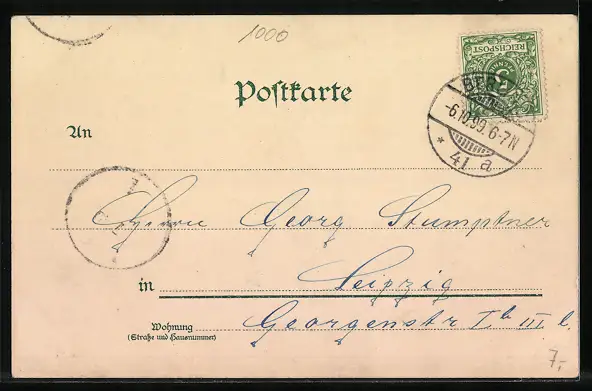 1000
REICHSPOST
5
Postkarte
-6.10.99.6-7N
An
* 41 a
Herrn Georg Stumptner
in Leipzig
Wohnung Georgenstr I b III l.
(Straße und Hausnummer)
7,-